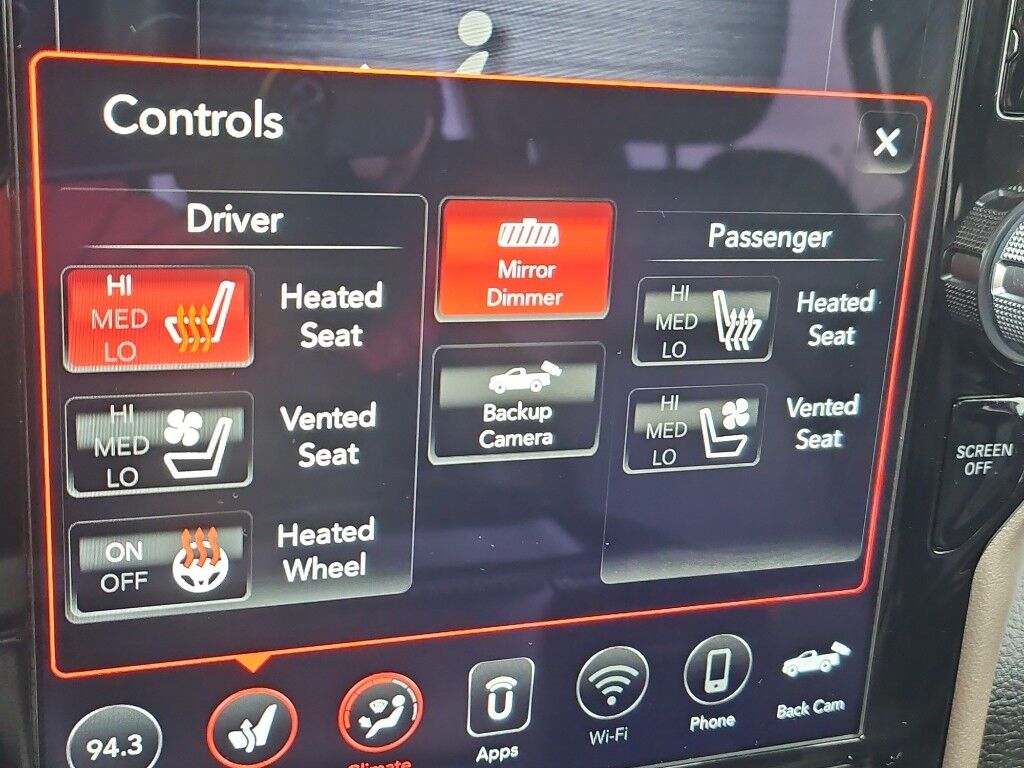 Controls
X
Driver
HI
MED
LO
Heated
Seat
HI
MED
LO
Vented
Seat
ON
OFF
Heated
Wheel
Mirror
Dimmer
Backup
Camera
Passenger
HI
MED
LO
Heated
Seat
HI
MED
LO
Vented
Seat
SCREEN
OFF
94.3
Climate
Apps
Wi-Fi
Phone
Back Cam